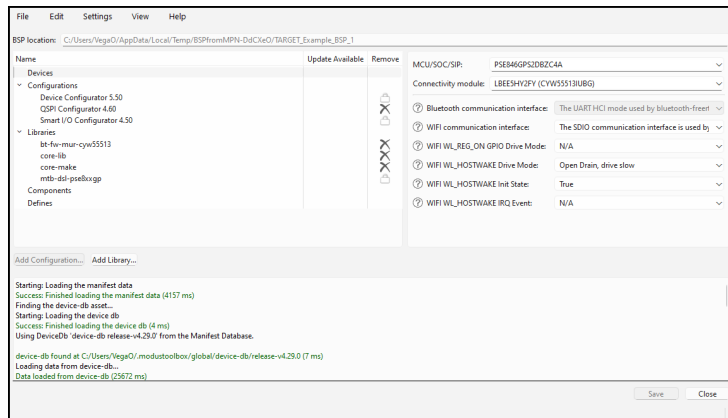 File Edit Settings View Help
BSP location: C:/Users/VegaO/AppData/Local/Temp/BSPfromMPN-DdCXeO/TARGET_Example_BSP_1
Name Update Available Remove
Devices
Configurations
Device Configurator 5.50
QSPI Configurator 4.60
Smart I/O Configurator 4.50
Libraries
bt-fw-mur-cyw55513
core-lib
core-make
mtb-dsl-pse8xxgp
Components
Defines
MCU/SOC/SIP: PSE846GPS2DBZC4A
Connectivity module: LBEE5HY2FY (CYW55513IUBG)
Bluetooth communication interface: The UART HCI mode used by bluetooth-freert
WIFI communication interface: The SDIO communication interface is used by
WIFI WL_REG_ON GPIO Drive Mode: N/A
WIFI WL_HOSTWAKE Drive Mode: Open Drain, drive slow
WIFI WL_HOSTWAKE Init State: True
WIFI WL_HOSTWAKE IRQ Event: N/A
Add Configuration... Add Library...
Starting: Loading the manifest data
Success: Finished loading the manifest data (4157 ms)
Finding the device-db asset...
Starting: Loading the device db
Success: Finished loading the device db (4 ms)
Using DeviceDb 'device-db release-v4.29.0' from the Manifest Database.
device-db found at C:/Users/VegaO/.modustoolbox/global/device-db/release-v4.29.0 (7 ms)
Loading data from device-db...
Data loaded from device-db (25672 ms)
Save Close